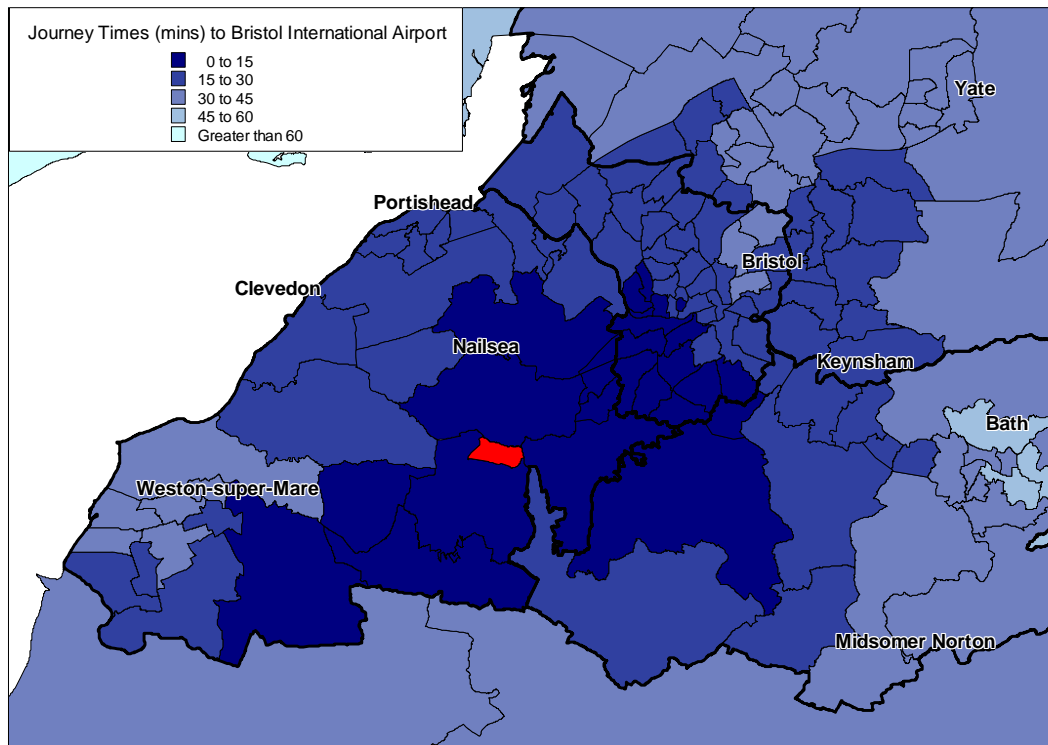 Journey Times (mins) to Bristol International Airport
0 to 15
15 to 30
30 to 45
45 to 60
Greater than 60
Yate
Portishead
Bristol
Clevedon
Nailsea
Keynsham
Bath
Weston-super-Mare
Midsomer Norton